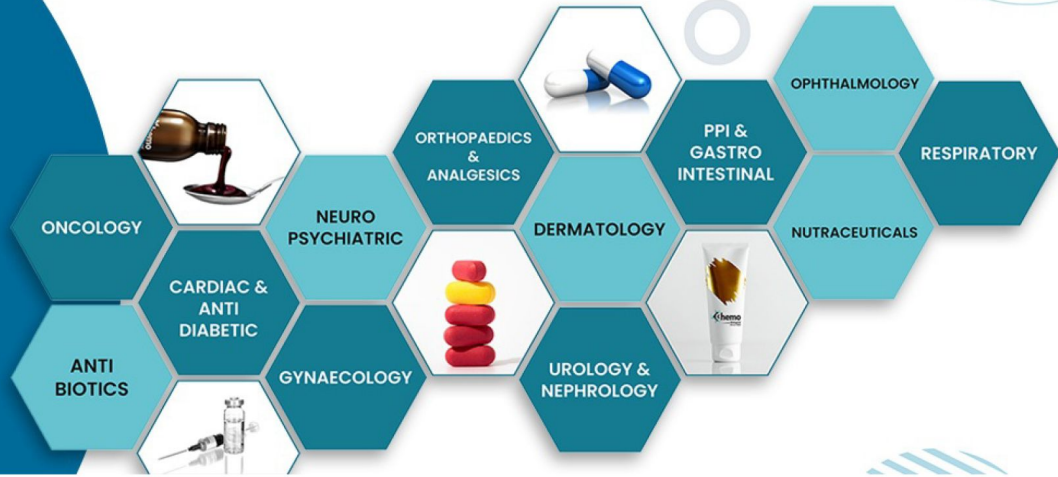 ONCOLOGY
ANTI
BIOTICS
CARDIAC &
ANTI
DIABETIC
NEURO
PSYCHIATRIC
GYNAECOLOGY
ORTHOPAEDICS
&
ANALGESICS
DERMATOLOGY
UROLOGY &
NEPHROLOGY
PPI &
GASTRO
INTESTINAL
hemo
OPHTHALMOLOGY
NUTRACEUTICALS
RESPIRATORY